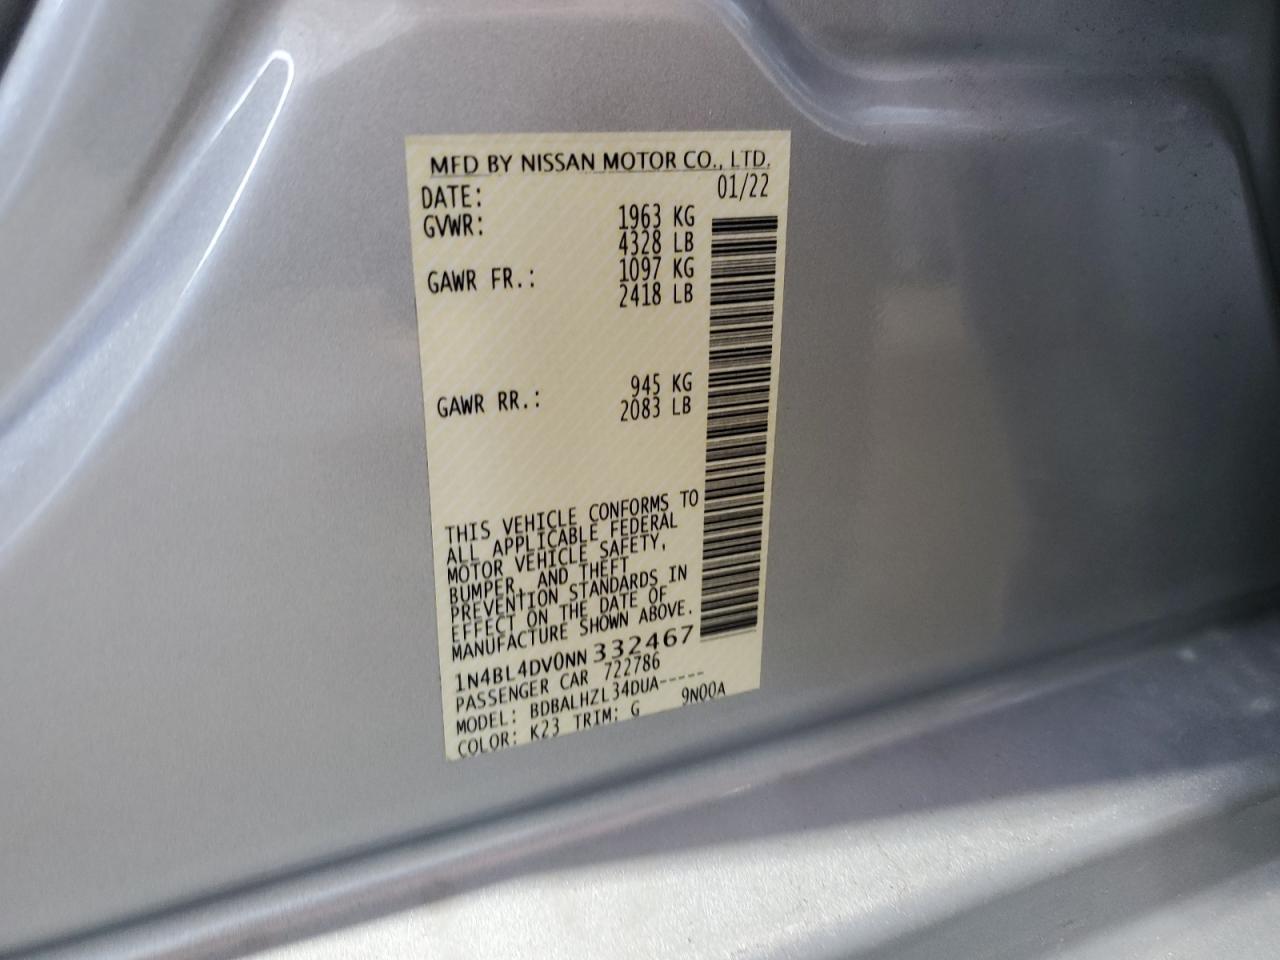 MFD BY NISSAN MOTOR CO., LTD.
DATE: 01/22
GVWR: 1963 KG
4328 LB
GAWR FR.: 1097 KG
2418 LB
GAWR RR.: 945 KG
2083 LB
THIS VEHICLE CONFORMS TO
ALL APPLICABLE FEDERAL
MOTOR VEHICLE SAFETY,
BUMPER, AND THEFT
PREVENTION STANDARDS IN
EFFECT ON THE DATE OF
MANUFACTURE SHOWN ABOVE.
1N4BL4DV0NN332467
PASSENGER CAR 722786
MODEL: BDBALHZL34DUA-----
COLOR: K23 TRIM: G 9N00A